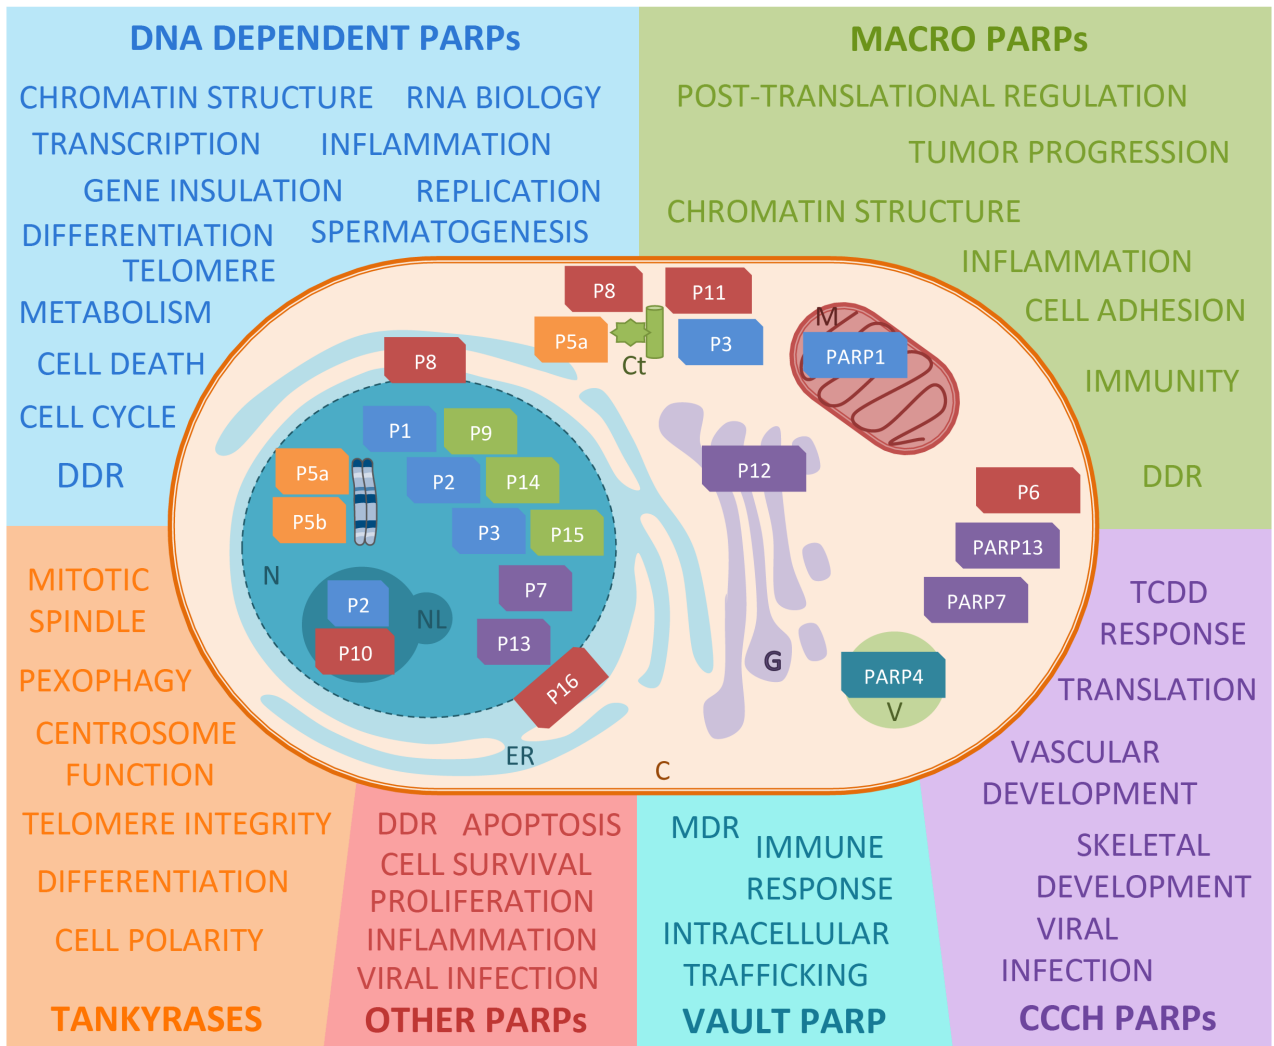 DNA DEPENDENT PARPs
CHROMATIN STRUCTURE RNA BIOLOGY
TRANSCRIPTION INFLAMMATION
GENE INSULATION REPLICATION
DIFFERENTIATION SPERMATOGENESIS
TELOMERE
METABOLISM
CELL DEATH
CELL CYCLE
DDR
MACRO PARPs
POST-TRANSLATIONAL REGULATION
TUMOR PROGRESSION
CHROMATIN STRUCTURE
INFLAMMATION
CELL ADHESION
IMMUNITY
DDR
P8 P11
P5a P3
Ct
M
PARP1
P8
P1 P9
P5a P2 P14
P5b P3 P15
N
P7
P2
NL
P10
P13
P16
ER
P12
G
C
P6
PARP13
PARP7
PARP4
V
MITOTIC
SPINDLE
PEXOPHAGY
CENTROSOME
FUNCTION
TELOMERE INTEGRITY
DIFFERENTIATION
CELL POLARITY
TANKYRASES
DDR APOPTOSIS
CELL SURVIVAL
PROLIFERATION
INFLAMMATION
VIRAL INFECTION
OTHER PARPs
MDR
IMMUNE
RESPONSE
INTRACELLULAR
TRAFFICKING
VAULT PARP
TCDD
RESPONSE
TRANSLATION
VASCULAR
DEVELOPMENT
SKELETAL
DEVELOPMENT
VIRAL
INFECTION
CCCH PARPs